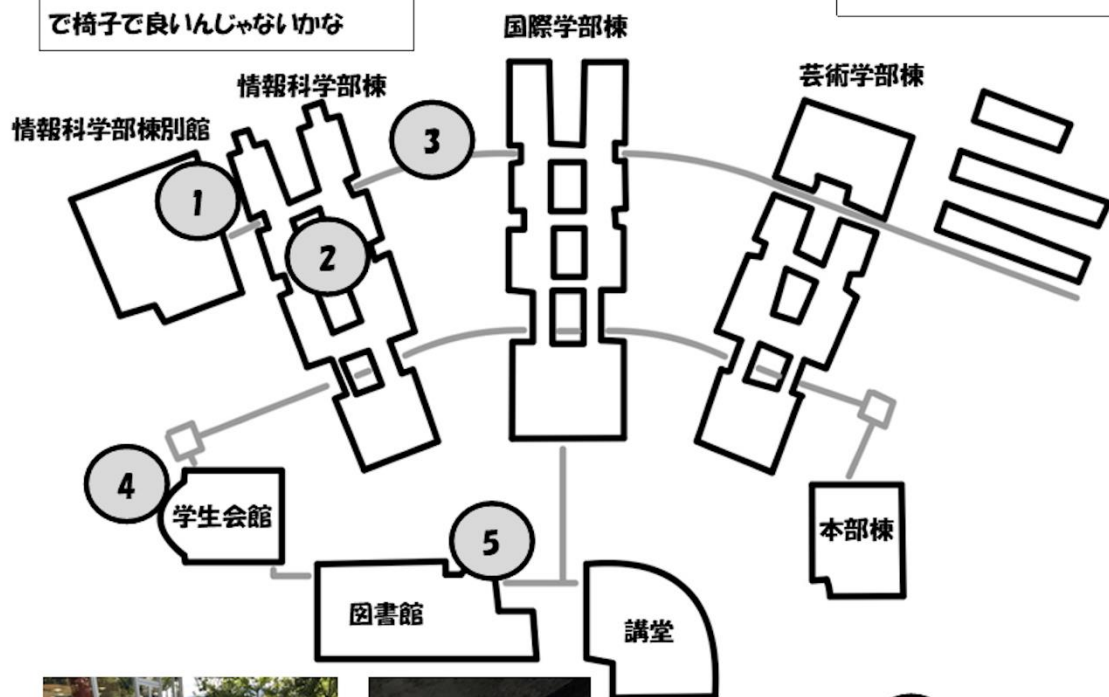 で椅子で良いんじゃないかな
国際学部棟
情報科学部棟
芸術学部棟
情報科学部棟別館
3
1
2
4
学生会館
5
本部棟
図書館
講堂